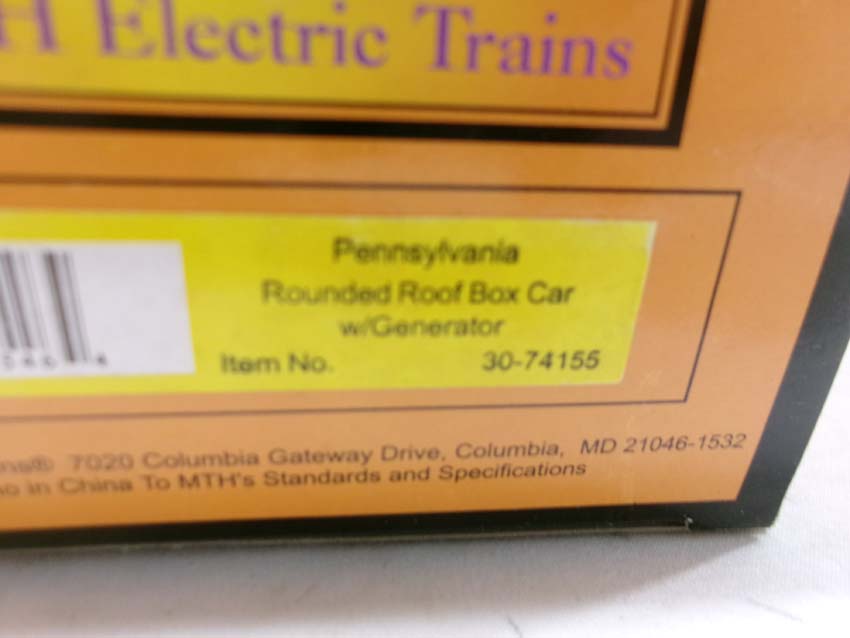 H Electric Trains
Pennsylvania
Rounded Roof Box Car
w/Generator
Item No. 30-74155
7020 Columbia Gateway Drive, Columbia, MD 21046-1532
in China To MTH's Standards and Specifications